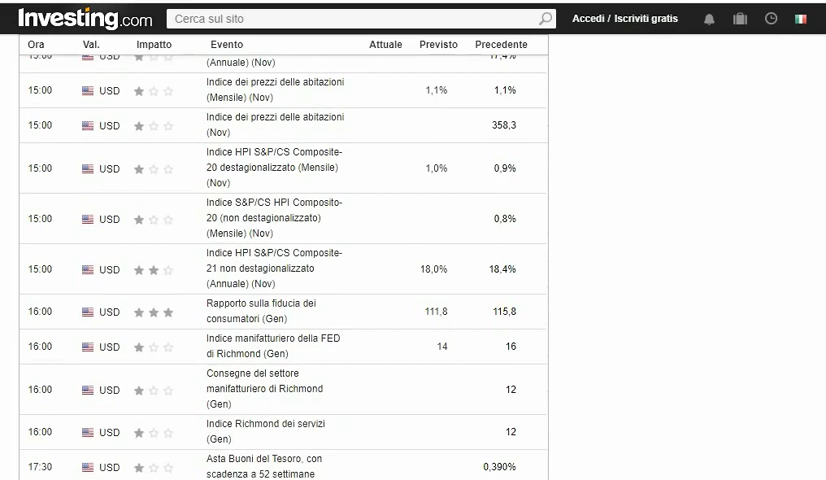 Investing.com Cerca sul sito Accedi / Iscriviti gratis
Ora Val. Impatto Evento Attuale Previsto Precedente
15:00 USD (Annuale) (Nov) 17,4%
15:00 USD Indice dei prezzi delle abitazioni (Mensile) (Nov) 1,1% 1,1%
15:00 USD Indice dei prezzi delle abitazioni (Nov) 358,3
15:00 USD Indice HPI S&P/CS Composite-
20 destagionalizzato (Mensile)
(Nov) 1,0% 0,9%
15:00 USD Indice S&P/CS HPI Composito-
20 (non destagionalizzato)
(Mensile) (Nov) 0,8%
15:00 USD Indice HPI S&P/CS Composite-
21 non destagionalizzato
(Annuale) (Nov) 18,0% 18,4%
16:00 USD Rapporto sulla fiducia dei
consumatori (Gen) 111,8 115,8
16:00 USD Indice manifatturiero della FED
di Richmond (Gen) 14 16
16:00 USD Consegne del settore
manifatturiero di Richmond
(Gen) 12
16:00 USD Indice Richmond dei servizi
(Gen) 12
17:30 USD Asta Buoni del Tesoro, con
scadenza a 52 settimane 0,390%